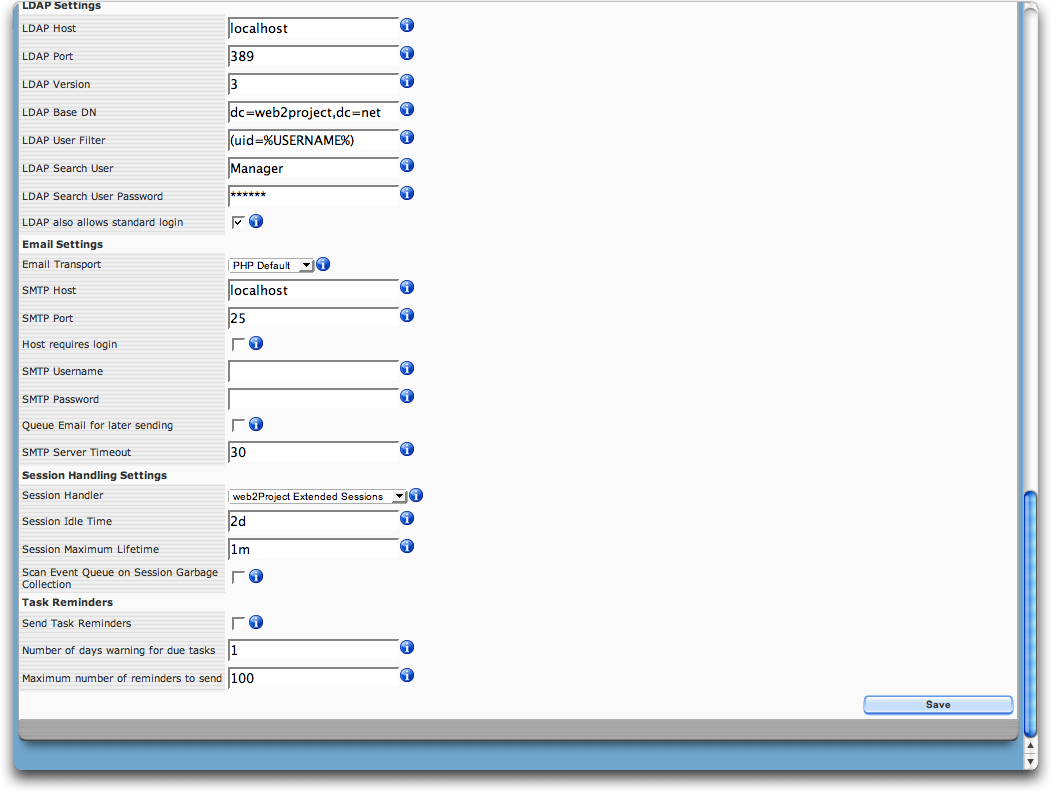 LDAP Settings
LDAP Host localhost
LDAP Port 389
LDAP Version 3
LDAP Base DN dc=web2project,dc=net
LDAP User Filter (uid=%USERNAME%)
LDAP Search User Manager
LDAP Search User Password ******
LDAP also allows standard login
Email Settings
Email Transport PHP Default
SMTP Host localhost
SMTP Port 25
Host requires login
SMTP Username
SMTP Password
Queue Email for later sending
SMTP Server Timeout 30
Session Handling Settings
Session Handler web2Project Extended Sessions
Session Idle Time 2d
Session Maximum Lifetime 1m
Scan Event Queue on Session Garbage
Collection
Task Reminders
Send Task Reminders
Number of days warning for due tasks 1
Maximum number of reminders to send 100
Save